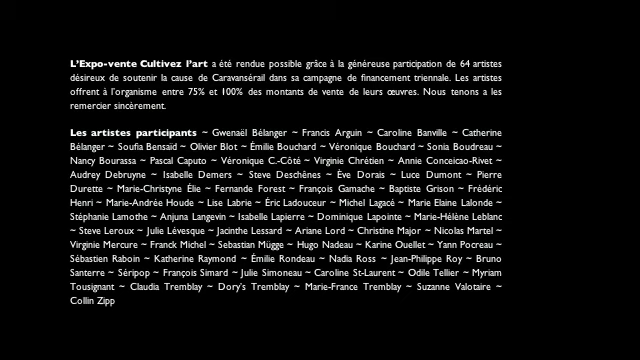 L'Expo-vente Cultivez l'art a été rendue possible grâce à la généreuse participation de 64 artistes
désireux de soutenir la cause de Caravansérail dans sa campagne de financement triennale. Les artistes
offrent à l'organisme entre 75% et 100% des montants de vente de leurs œuvres. Nous tenons a les
remercier sincèrement.
Les artistes participants ~ Gwenaël Bélanger ~ Francis Arguin ~ Caroline Banville ~ Catherine
Bélanger ~ Soufia Bensaïd ~ Olivier Blot ~ Émilie Bouchard ~ Véronique Bouchard ~ Sonia Boudreau ~
Nancy Bourassa ~ Pascal Caputo ~ Véronique C.-Côté ~ Virginie Chrétien ~ Annie Conceicao-Rivet ~
Audrey Debruyne ~ Isabelle Demers ~ Steve Deschênes ~ Ève Dorais ~ Luce Dumont ~ Pierre
Durette ~ Marie-Christyne Élie ~ Fernande Forest ~ François Gamache ~ Baptiste Grison ~ Frédéric
Henri ~ Marie-Andrée Houde ~ Lise Labrie ~ Éric Ladouceur ~ Michel Lagacé ~ Marie Elaine Lalonde ~
Stéphanie Lamothe ~ Anjuna Langevin ~ Isabelle Lapierre ~ Dominique Lapointe ~ Marie-Hélène Leblanc
~ Steve Leroux ~ Julie Lévesque ~ Jacinthe Lessard ~ Ariane Lord ~ Christine Major ~ Nicolas Martel ~
Virginie Mercure ~ Franck Michel ~ Sebastian Mügge ~ Hugo Nadeau ~ Karine Ouellet ~ Yann Pocreau ~
Sébastien Raboin ~ Katherine Raymond ~ Émilie Rondeau ~ Nadia Ross ~ Jean-Philippe Roy ~ Bruno
Santerre ~ Séripop ~ François Simard ~ Julie Simoneau ~ Caroline St-Laurent ~ Odile Tellier ~ Myriam
Tousignant ~ Claudia Tremblay ~ Dory's Tremblay ~ Marie-France Tremblay ~ Suzanne Valotaire ~
Collin Zipp